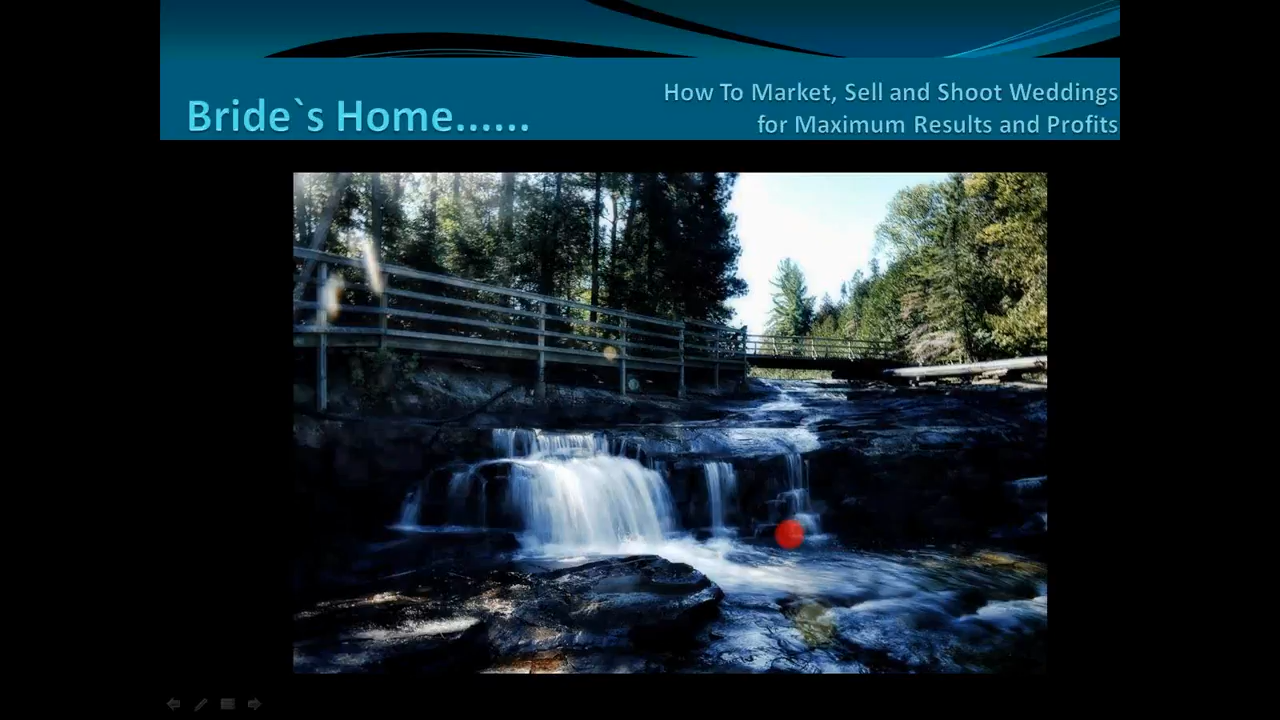 Bride`s Home......
How To Market, Sell and Shoot Weddings
for Maximum Results and Profits